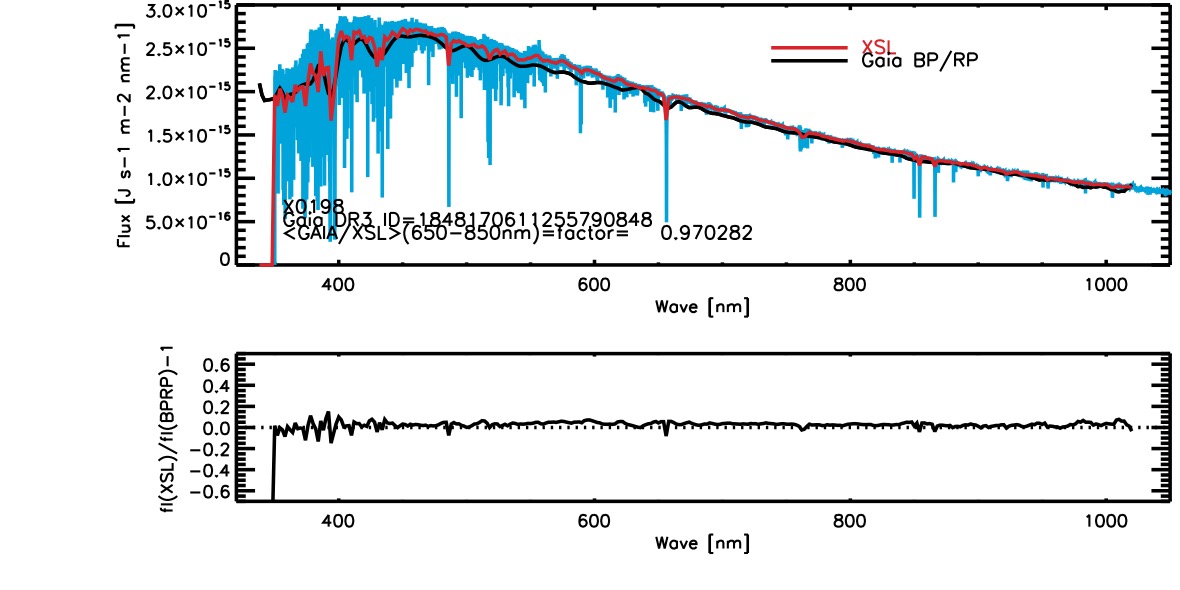 3.0×10⁻¹⁵
2.5×10⁻¹⁵
2.0×10⁻¹⁵
1.5×10⁻¹⁵
1.0×10⁻¹⁵
5.0×10⁻¹⁶
0
Flux [J s−1 m−2 nm−1]
XSL
Gaia BP/RP
X0198
Gaia DR3 ID=1848170611255790848
<GAIA/XSL>(650−850nm)=factor= 0.970282
400 600 800 1000
Wave [nm]
0.6
0.4
0.2
0.0
−0.2
−0.4
−0.6
fl(XSL)/fl(BPRP)−1
400 600 800 1000
Wave [nm]